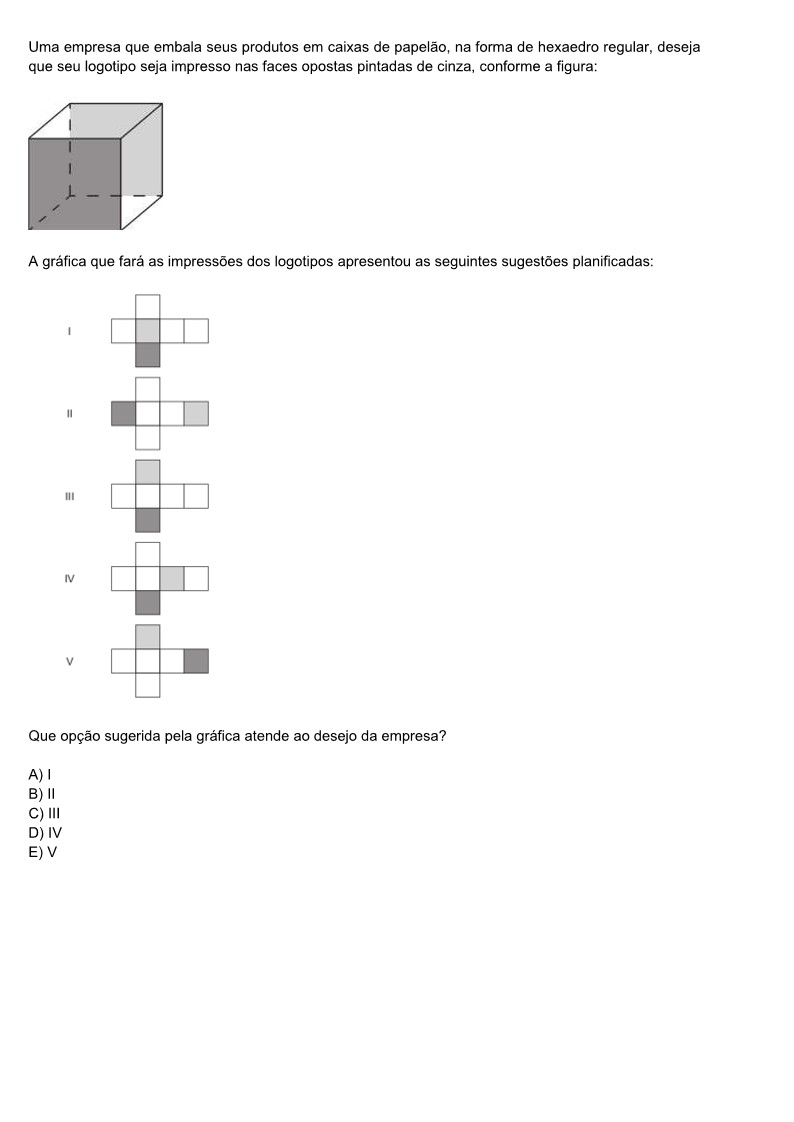 Uma empresa que embala seus produtos em caixas de papelão, na forma de hexaedro regular, deseja
que seu logotipo seja impresso nas faces opostas pintadas de cinza, conforme a figura:
A gráfica que fará as impressões dos logotipos apresentou as seguintes sugestões planificadas:
I
II
III
IV
V
Que opção sugerida pela gráfica atende ao desejo da empresa?
A) I
B) II
C) III
D) IV
E) V